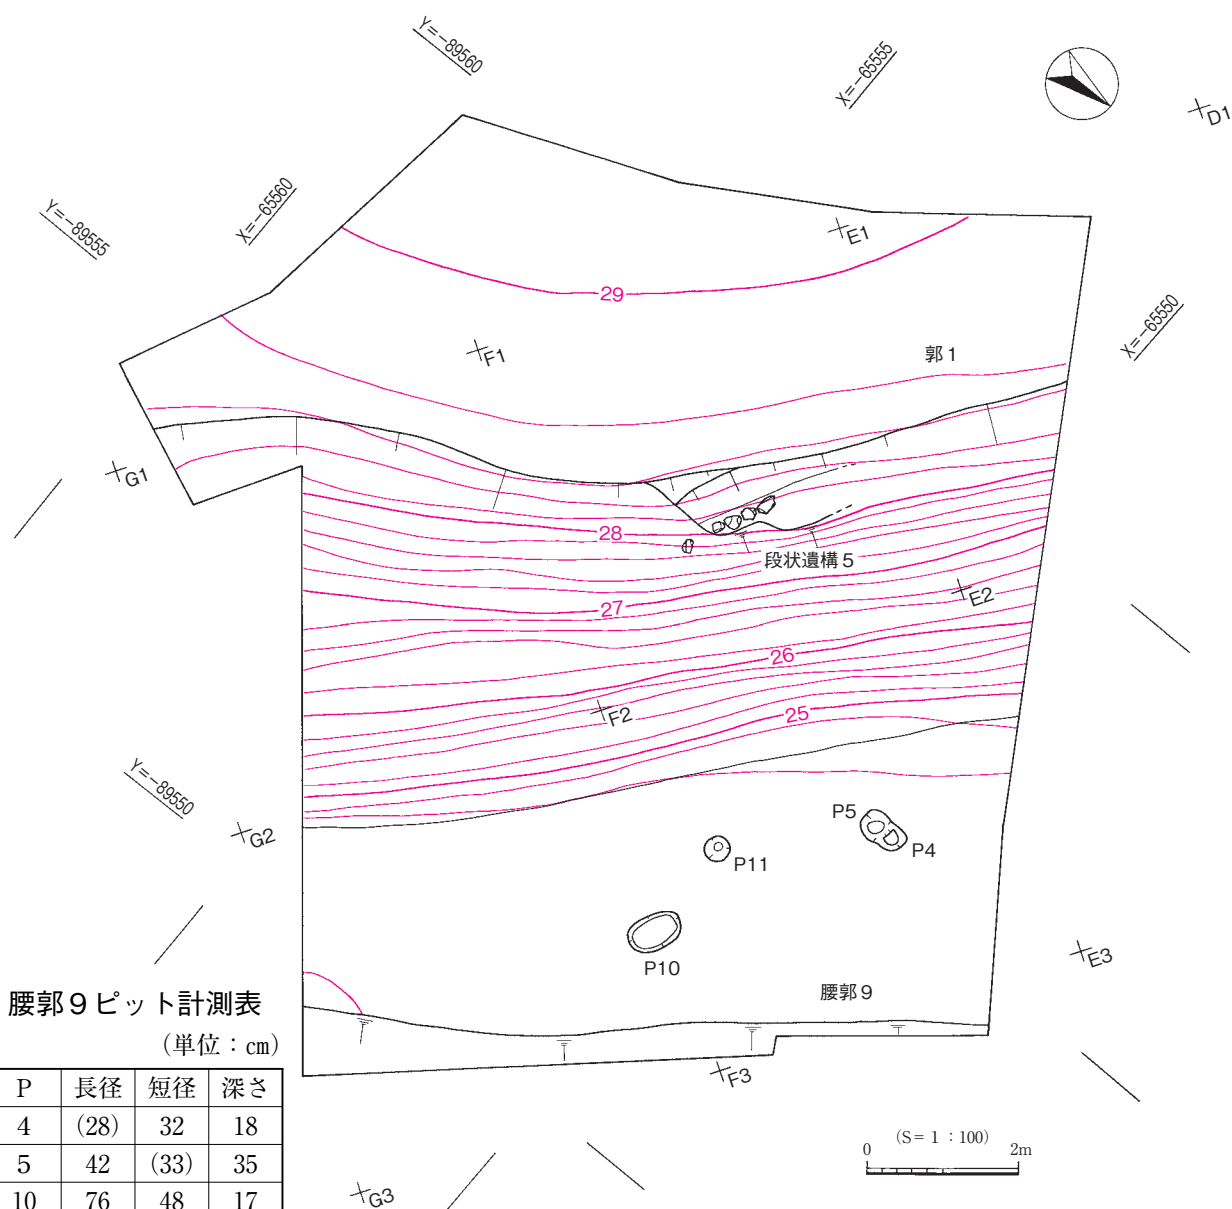 Y=−89560
X=−65555
D1
Y=−89555
X=−65560
E1
29
X=−65550
F1
郭1
G1
28
段状遺構5
27
E2
26
F2
25
Y=−89550
G2
P5
P4
P11
P10
E3
腰郭9
F3
G3
腰郭9ピット計測表
(単位：cm)
P 長径 短径 深さ
4 (28) 32 18
5 42 (33) 35
10 76 48 17
(S=1：100)
0 2m